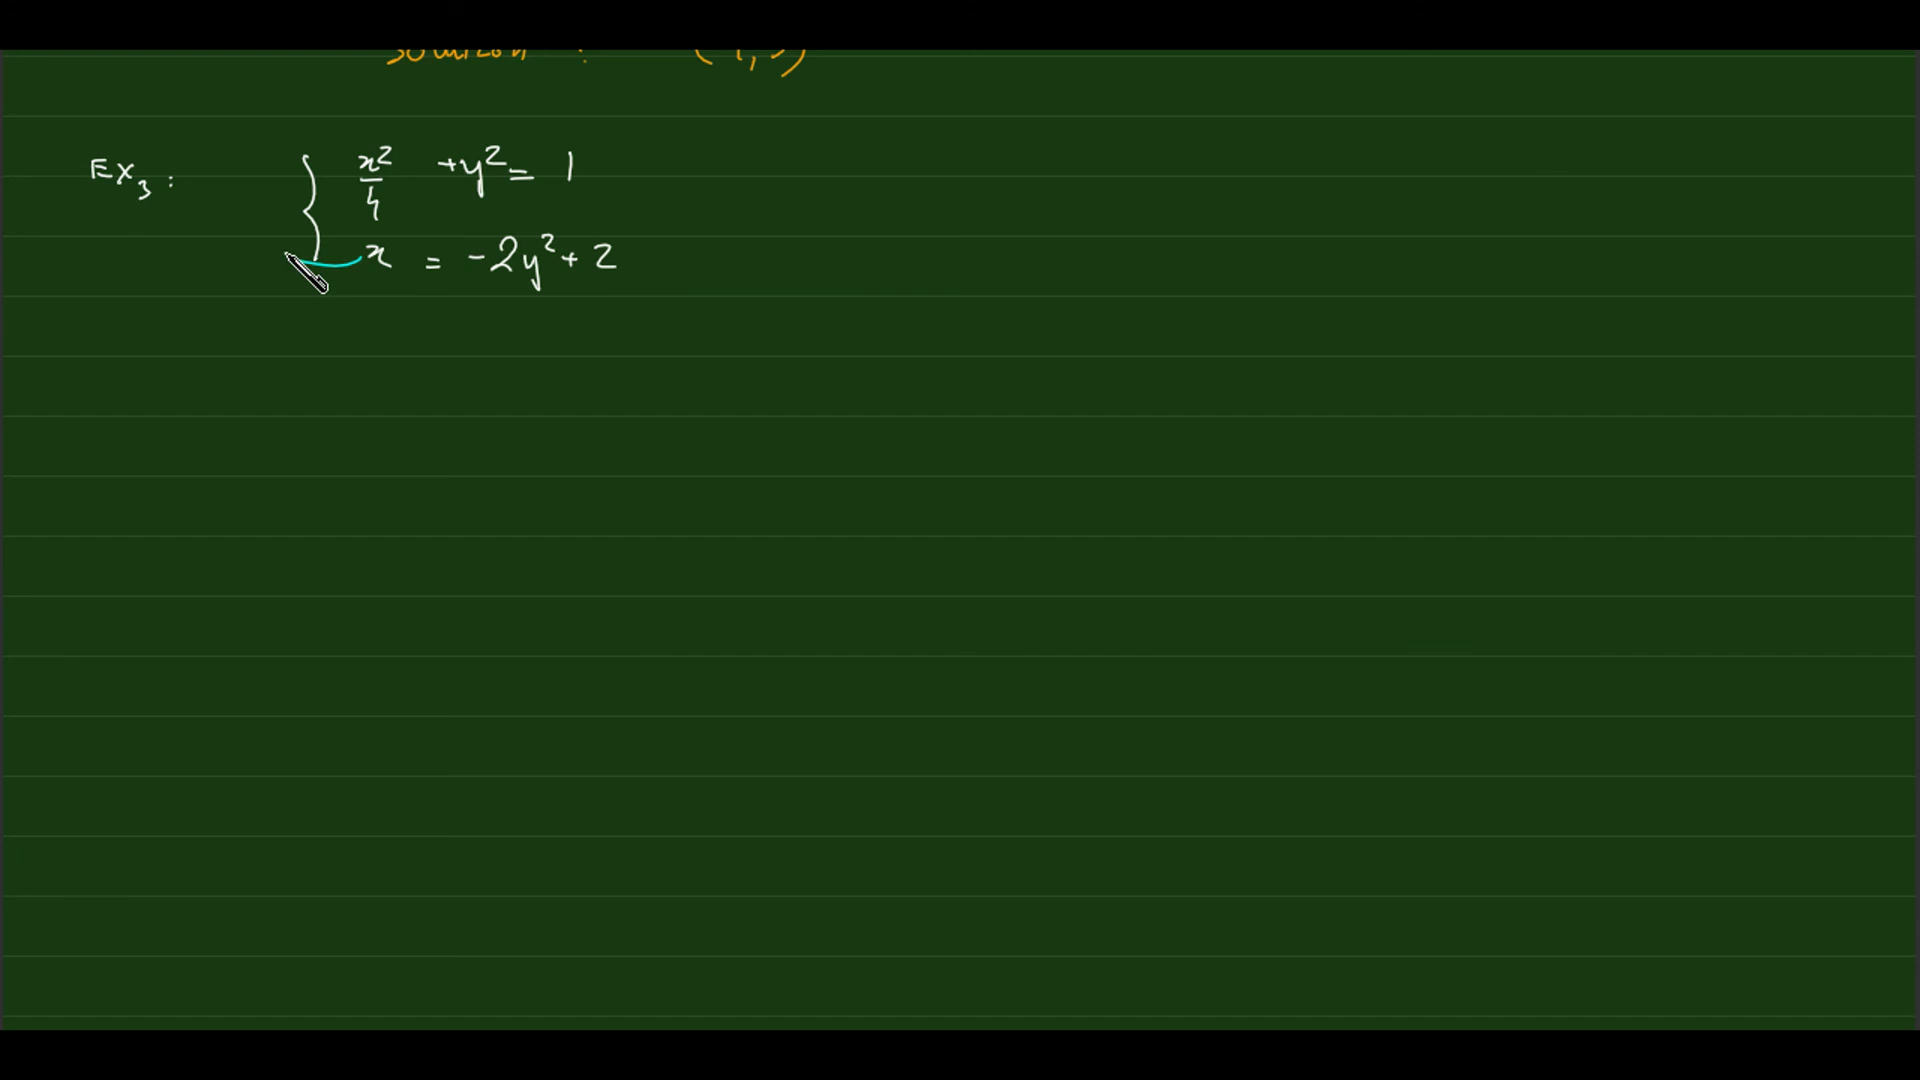 Ex₃: { x²/4 + y² = 1
x = -2y² + 2